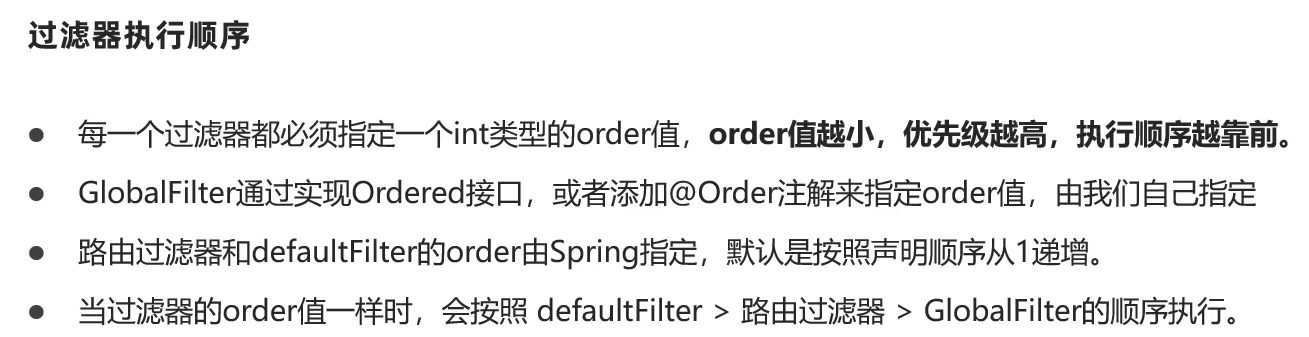 过滤器执行顺序
● 每一个过滤器都必须指定一个int类型的order值，order值越小，优先级越高，执行顺序越靠前。
● GlobalFilter通过实现Ordered接口，或者添加@Order注解来指定order值，由我们自己指定
● 路由过滤器和defaultFilter的order由Spring指定，默认是按照声明顺序从1递增。
● 当过滤器的order值一样时，会按照 defaultFilter > 路由过滤器 > GlobalFilter的顺序执行。